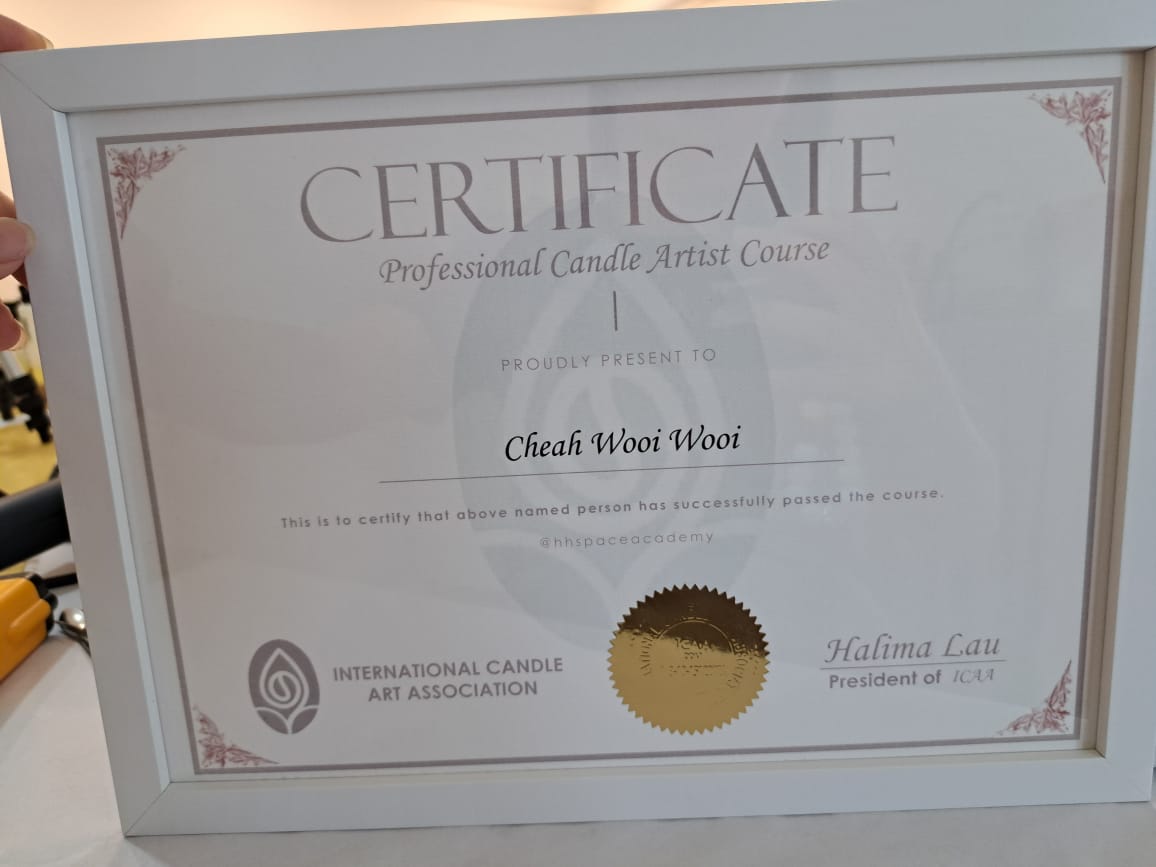 CERTIFICATE
Professional Candle Artist Course
PROUDLY PRESENT TO
Cheah Wooi Wooi
This is to certify that above named person has successfully passed the course.
@hhspaceacademy
INTERNATIONAL CANDLE
ART ASSOCIATION
ICAA
Halima Lau
President of ICAA